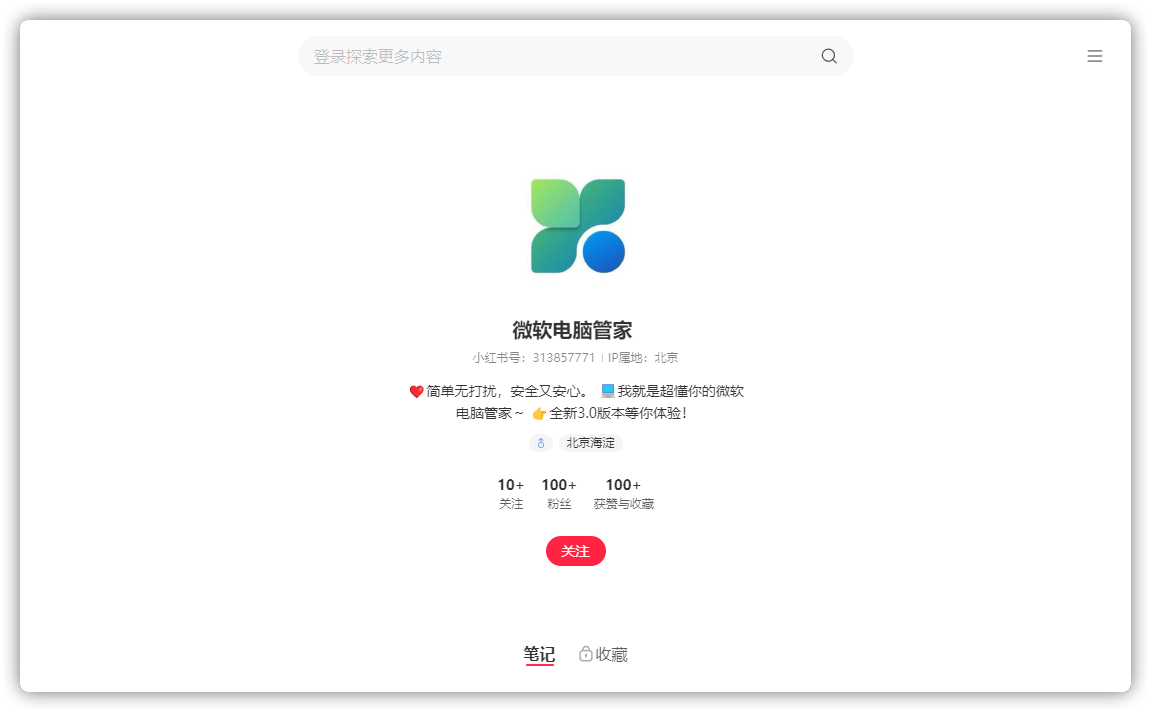 登录探索更多内容
微软电脑管家
小红书号：313857771 IP属地：北京
❤️简单无打扰，安全又安心。 💻我就是超懂你的微软
电脑管家～ 👉全新3.0版本等你体验！
北京海淀
10+ 100+ 100+
关注 粉丝 获赞与收藏
关注
笔记 收藏